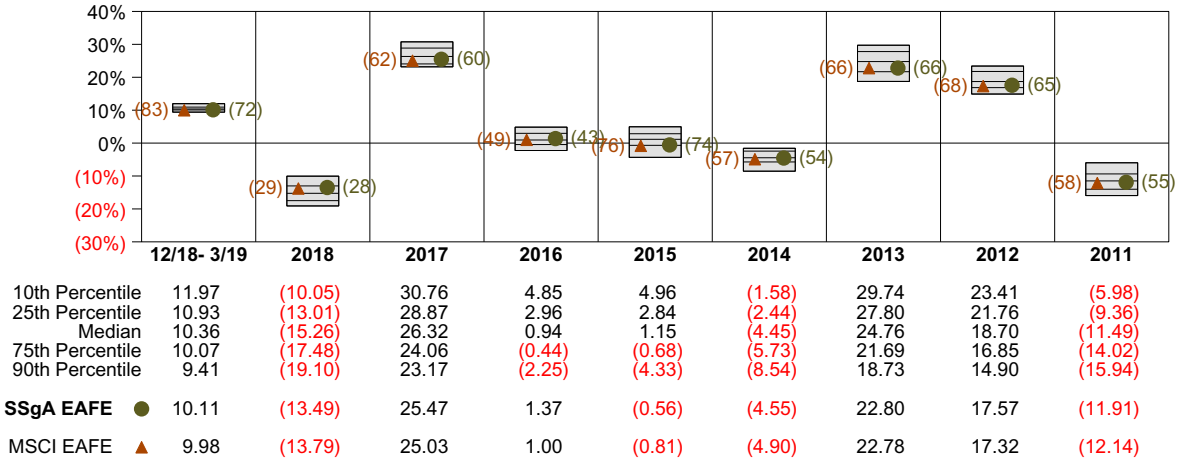 40%
30%
20%
10%
0%
(10%)
(20%)
(30%)
(83) (72)
(29) (28)
(62) (60)
(49) (43)
(76) (74)
(57) (54)
(66) (66)
(68) (65)
(58) (55)
12/18- 3/19 2018 2017 2016 2015 2014 2013 2012 2011
10th Percentile 11.97 (10.05) 30.76 4.85 4.96 (1.58) 29.74 23.41 (5.98)
25th Percentile 10.93 (13.01) 28.87 2.96 2.84 (2.44) 27.80 21.76 (9.36)
Median 10.36 (15.26) 26.32 0.94 1.15 (4.45) 24.76 18.70 (11.49)
75th Percentile 10.07 (17.48) 24.06 (0.44) (0.68) (5.73) 21.69 16.85 (14.02)
90th Percentile 9.41 (19.10) 23.17 (2.25) (4.33) (8.54) 18.73 14.90 (15.94)
SSgA EAFE 10.11 (13.49) 25.47 1.37 (0.56) (4.55) 22.80 17.57 (11.91)
MSCI EAFE 9.98 (13.79) 25.03 1.00 (0.81) (4.90) 22.78 17.32 (12.14)